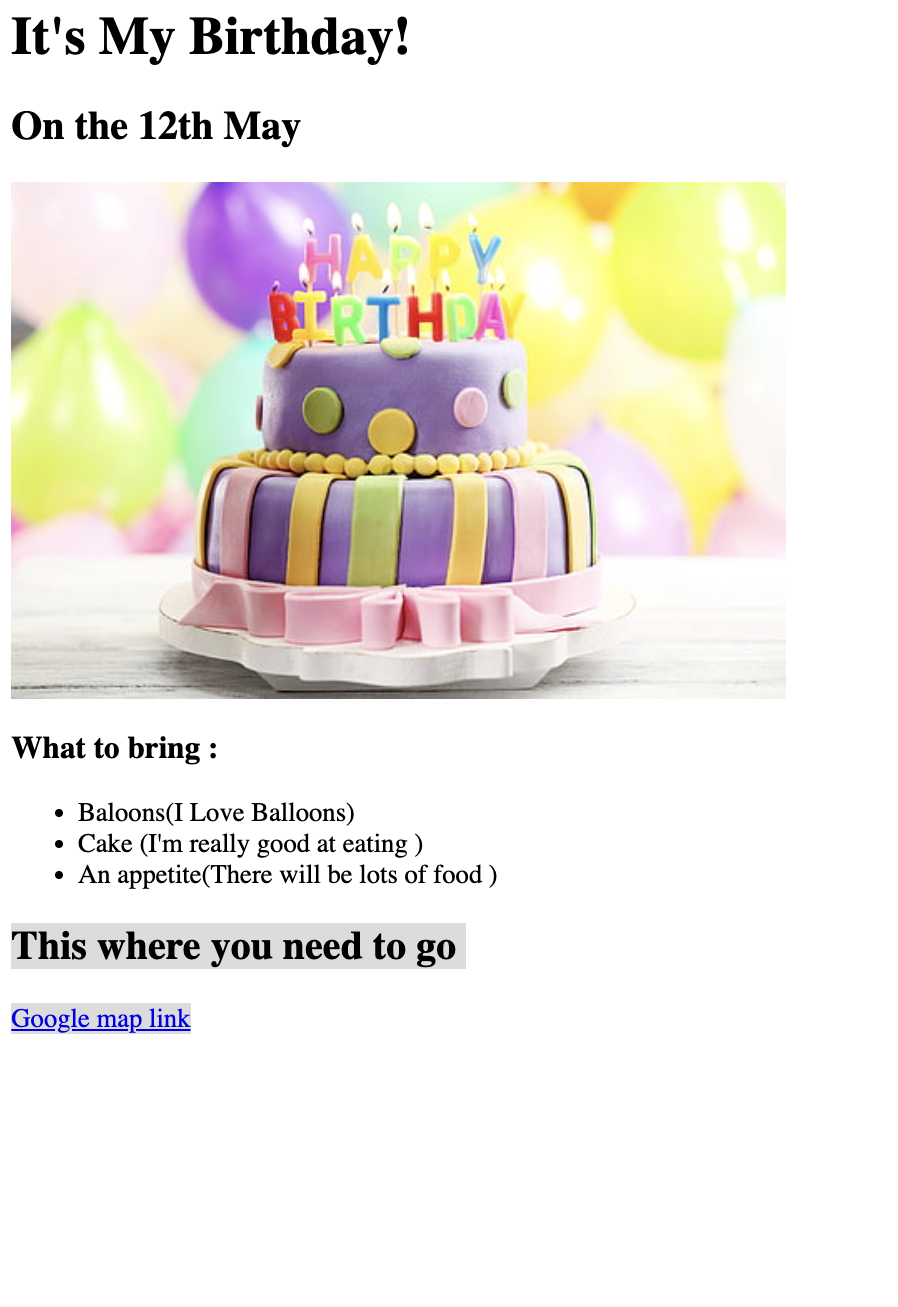 It's My Birthday!
On the 12th May
HAPPY
BIRTHDAY
What to bring :
Baloons(I Love Balloons)
Cake (I'm really good at eating )
An appetite(There will be lots of food )
This where you need to go
Google map link